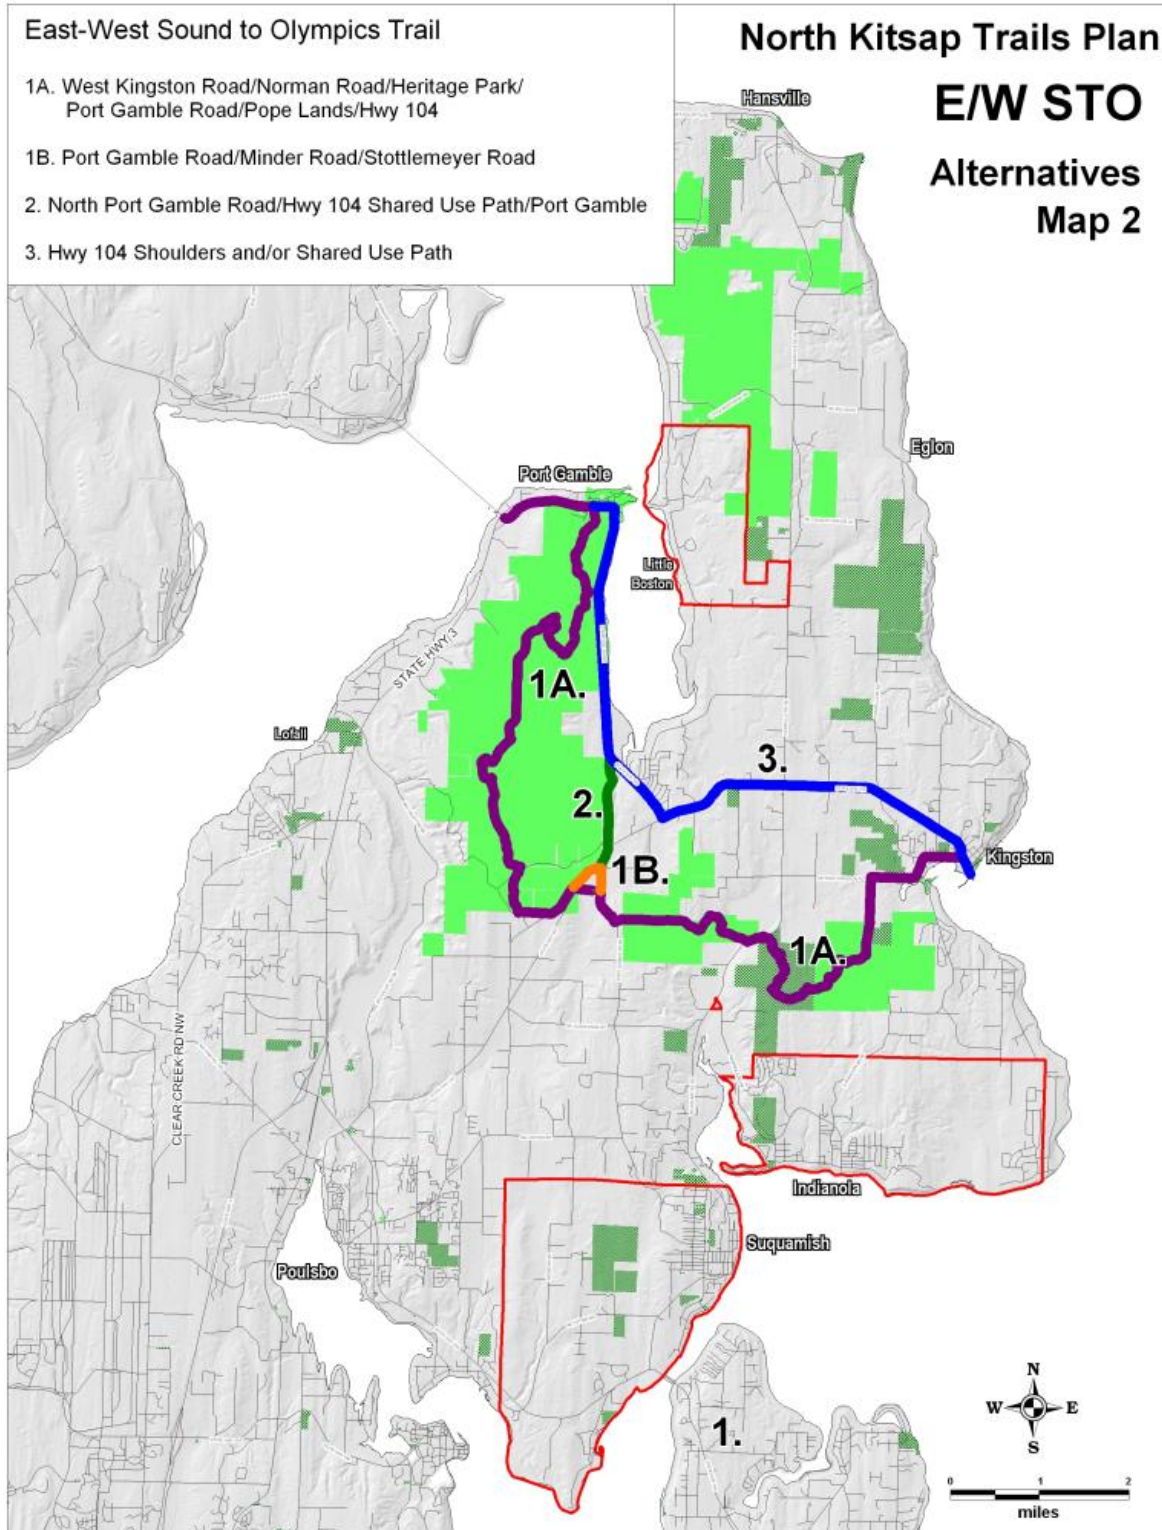 East-West Sound to Olympics Trail
1A. West Kingston Road/Norman Road/Heritage Park/
Port Gamble Road/Pope Lands/Hwy 104
1B. Port Gamble Road/Minder Road/Stottlemeyer Road
2. North Port Gamble Road/Hwy 104 Shared Use Path/Port Gamble
3. Hwy 104 Shoulders and/or Shared Use Path
North Kitsap Trails Plan
E/W STO
Alternatives
Map 2
Hansville
Eglon
Port Gamble
Little
Boston
STATE HWY 3
1A.
Lofall
3.
2.
Kingston
1B.
1A.
CLEAR CREEK RD NW
Indianola
Suquamish
Poulsbo
1.
N
W E
S
0 1 2
miles